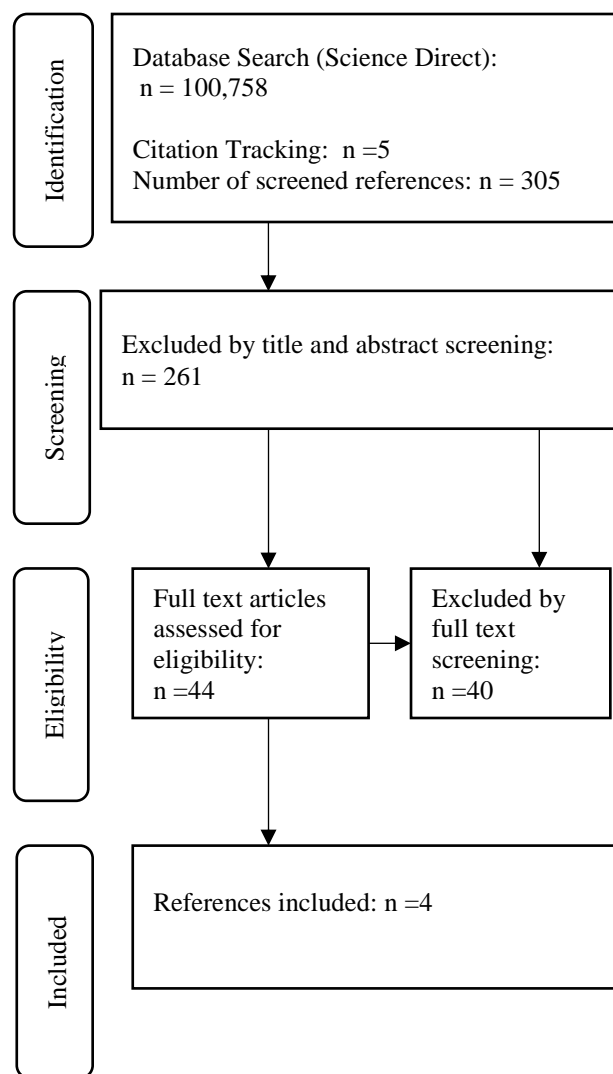 Identification
Database Search (Science Direct):
n = 100,758
Citation Tracking: n =5
Number of screened references: n = 305
Screening
Excluded by title and abstract screening:
n = 261
Eligibility
Full text articles
assessed for
eligibility:
n =44
Excluded by
full text
screening:
n =40
Included
References included: n =4